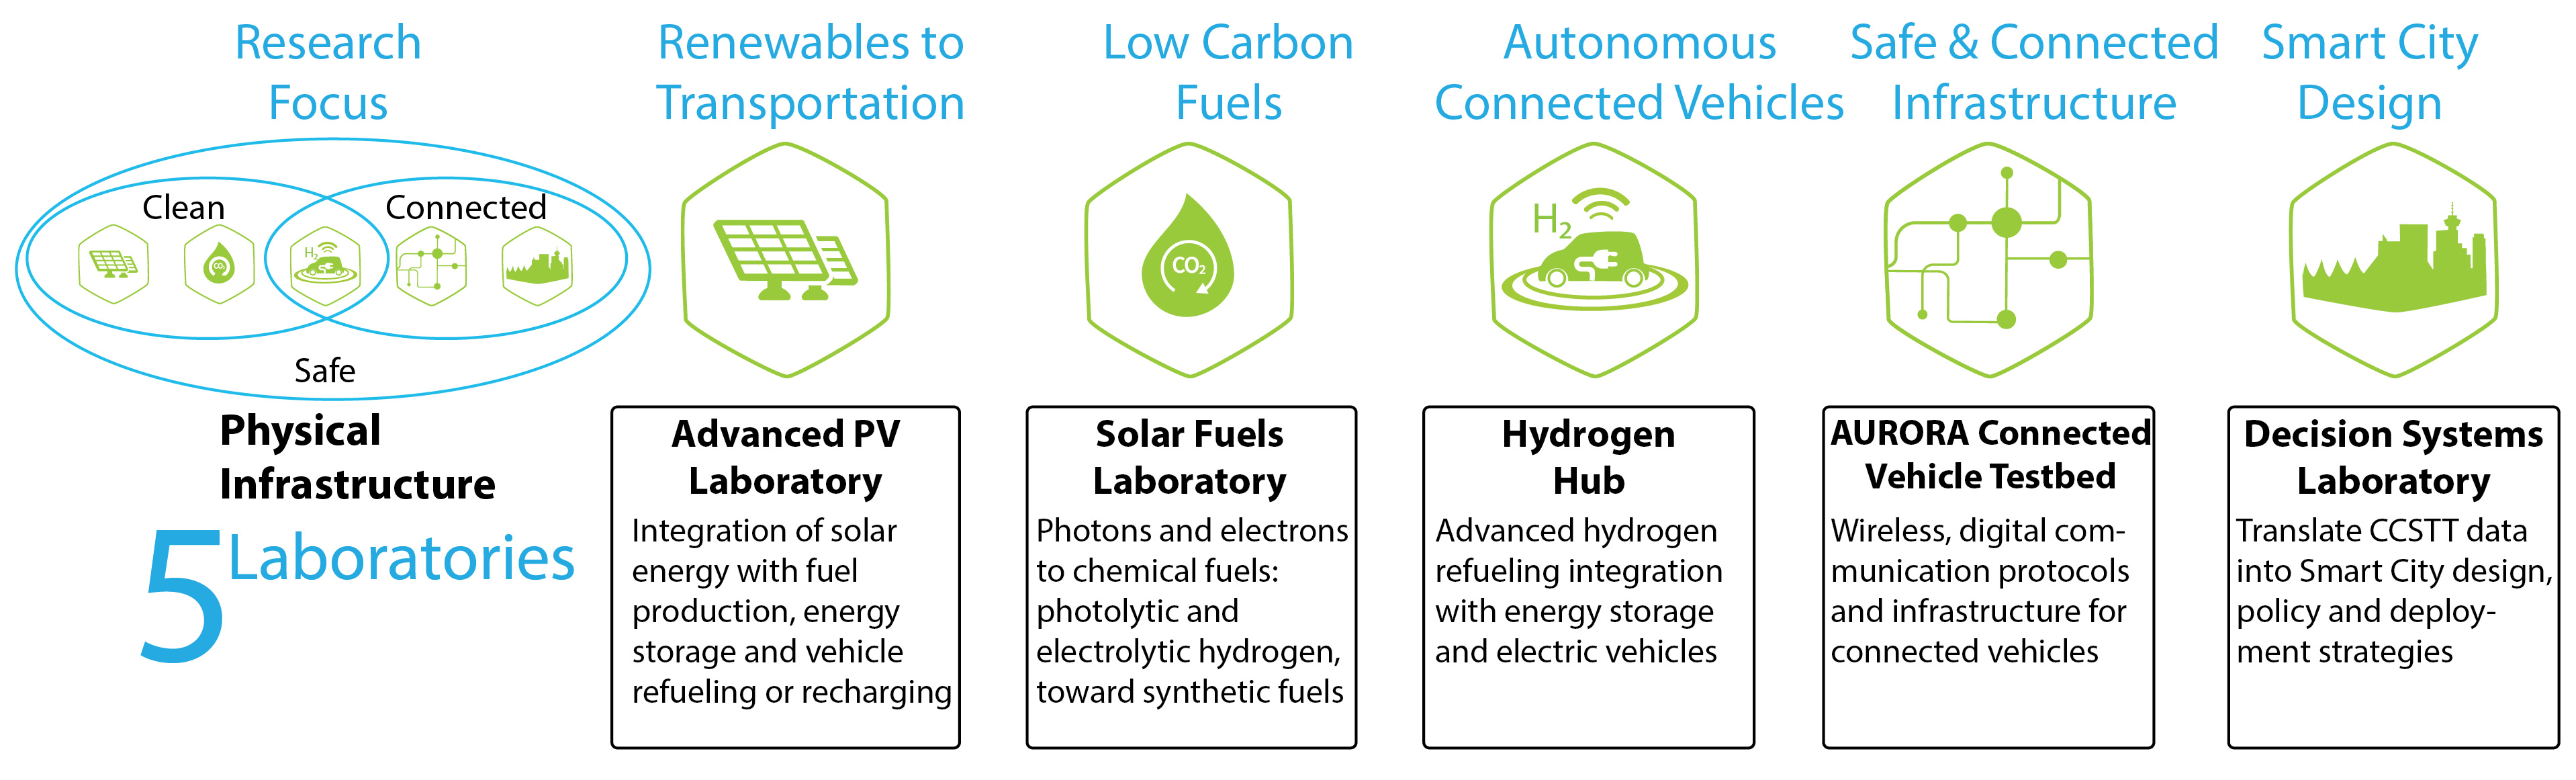 Research
Focus
Clean
Connected
H2
CO2
Safe
Physical
Infrastructure
5 Laboratories
Renewables to
Transportation
Advanced PV
Laboratory
Integration of solar
energy with fuel
production, energy
storage and vehicle
refueling or recharging
Low Carbon
Fuels
CO2
Solar Fuels
Laboratory
Photons and electrons
to chemical fuels:
photolytic and
electrolytic hydrogen,
toward synthetic fuels
Autonomous
Connected Vehicles
H2
Hydrogen
Hub
Advanced hydrogen
refueling integration
with energy storage
and electric vehicles
Safe & Connected
Infrastructure
AURORA Connected
Vehicle Testbed
Wireless, digital com-
munication protocols
and infrastructure for
connected vehicles
Smart City
Design
Decision Systems
Laboratory
Translate CCSTT data
into Smart City design,
policy and deploy-
ment strategies